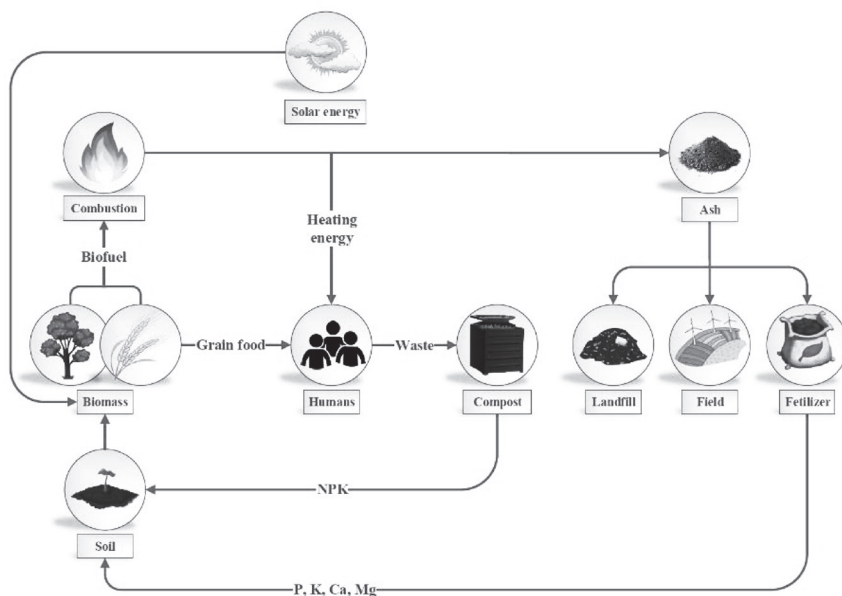 Solar energy
Combustion
Ash
Heating
energy
Biofuel
Grain food
Waste
Biomass
Humans
Compost
Landfill
Field
Fetilizer
NPK
Soil
P, K, Ca, Mg